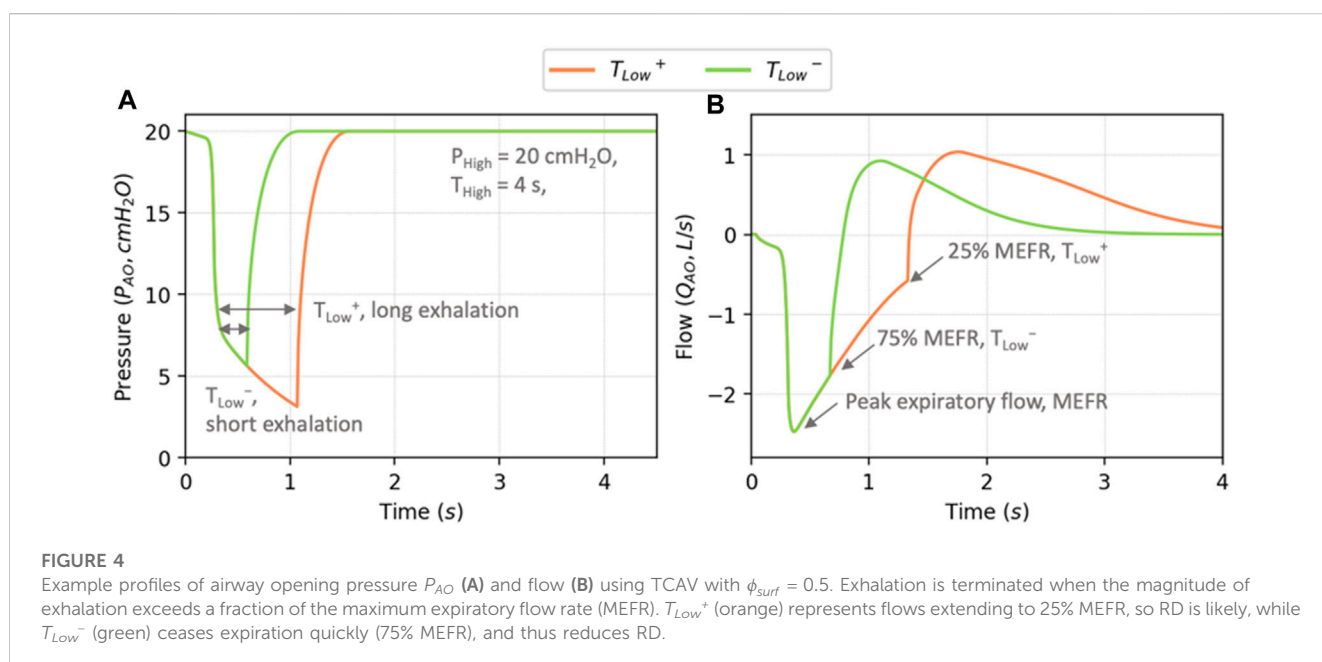 T_Low^+ T_Low^-
A
B
Pressure (P_AO, cmH_2O)
20
15
10
5
0
P_High = 20 cmH_2O,
T_High = 4 s,
T_Low^+, long exhalation
T_Low^-,
short exhalation
0 1 2 3 4
Time (s)
Flow (Q_AO, L/s)
1
0
−1
−2
25% MEFR, T_Low^+
75% MEFR, T_Low^-
Peak expiratory flow, MEFR
0 1 2 3 4
Time (s)
FIGURE 4
Example profiles of airway opening pressure P_AO (A) and flow (B) using TCAV with ϕ_surf = 0.5. Exhalation is terminated when the magnitude of
exhalation exceeds a fraction of the maximum expiratory flow rate (MEFR). T_Low^+ (orange) represents flows extending to 25% MEFR, so RD is likely, while
T_Low^- (green) ceases expiration quickly (75% MEFR), and thus reduces RD.